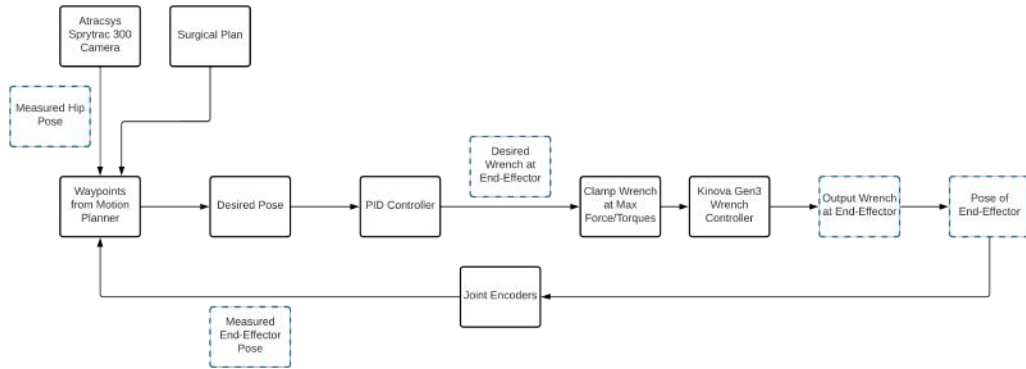 Atracsys
Sprytrac 300
Camera
Surgical Plan
Measured Hip
Pose
Desired
Wrench at
End-Effector
Waypoints
from Motion
Planner
Desired Pose
PID Controller
Clamp Wrench
at Max
Force/Torques
Kinova Gen3
Wrench
Controller
Output Wrench
at End-Effector
Pose of
End-Effector
Joint Encoders
Measured
End-Effector
Pose